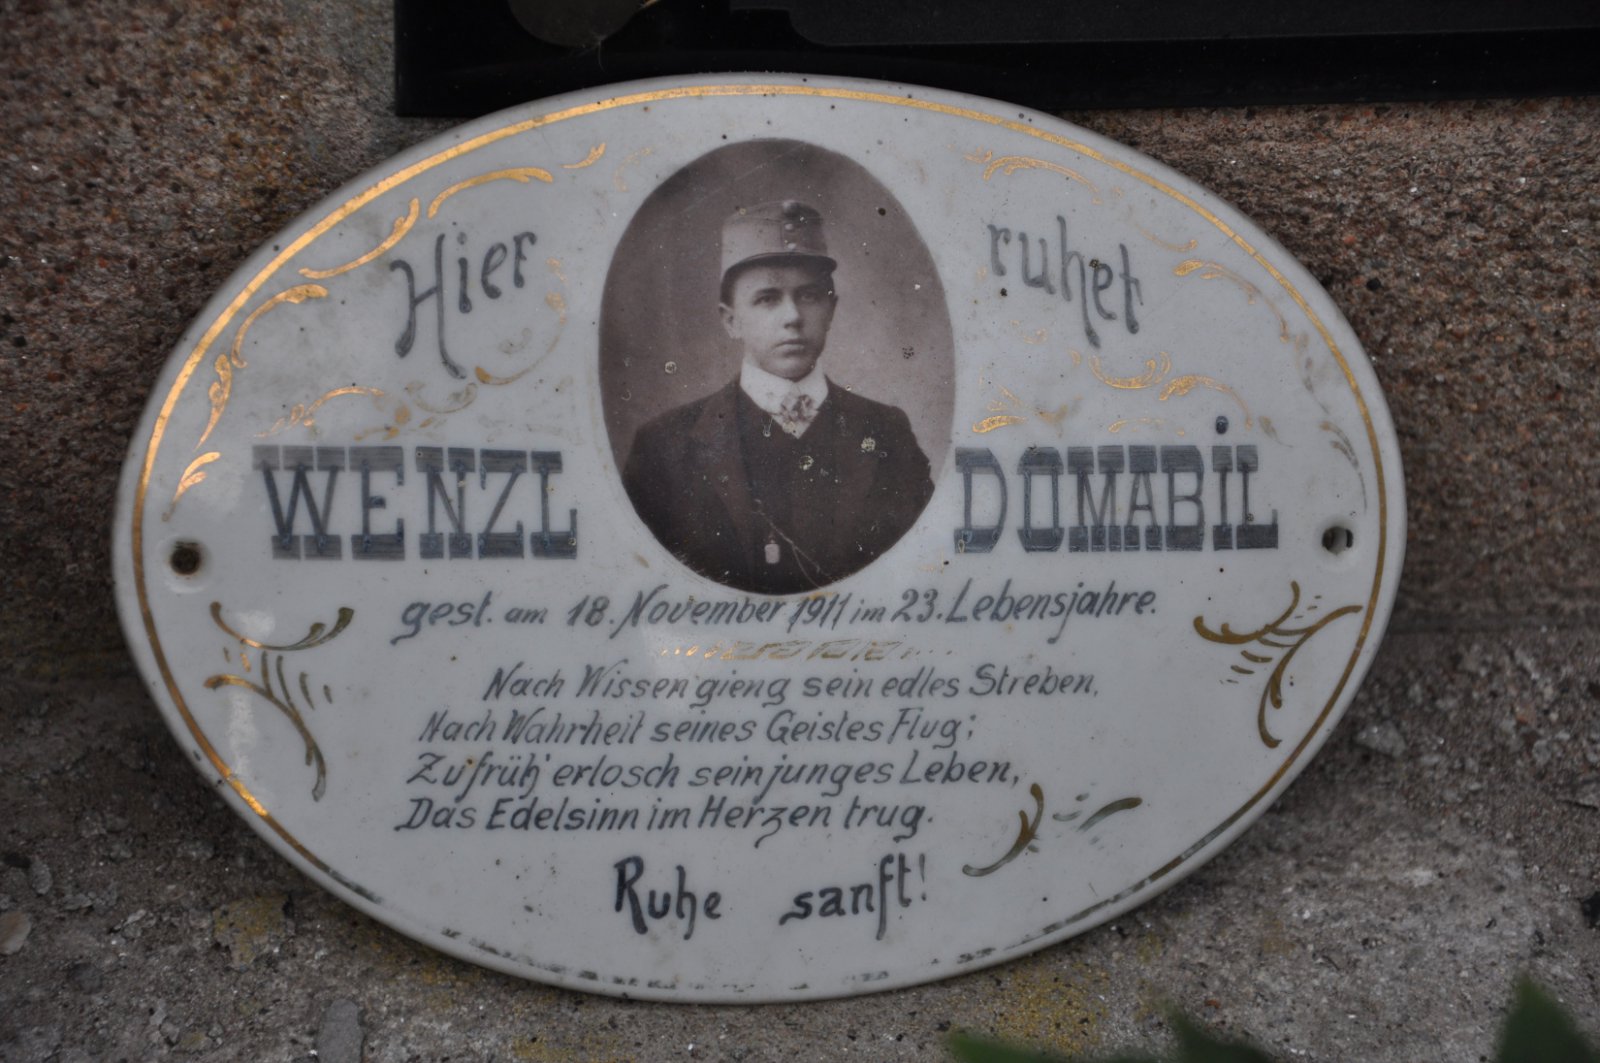 Hier ruhet
WENZL DOMABIL
gest. am 18. November 1911 im 23. Lebensjahre.
Nach Wissen gieng sein edles Streben,
Nach Wahrheit seines Geistes Flug;
Zu früh' erlosch sein junges Leben,
Das Edelsinn im Herzen trug.
Ruhe sanft!